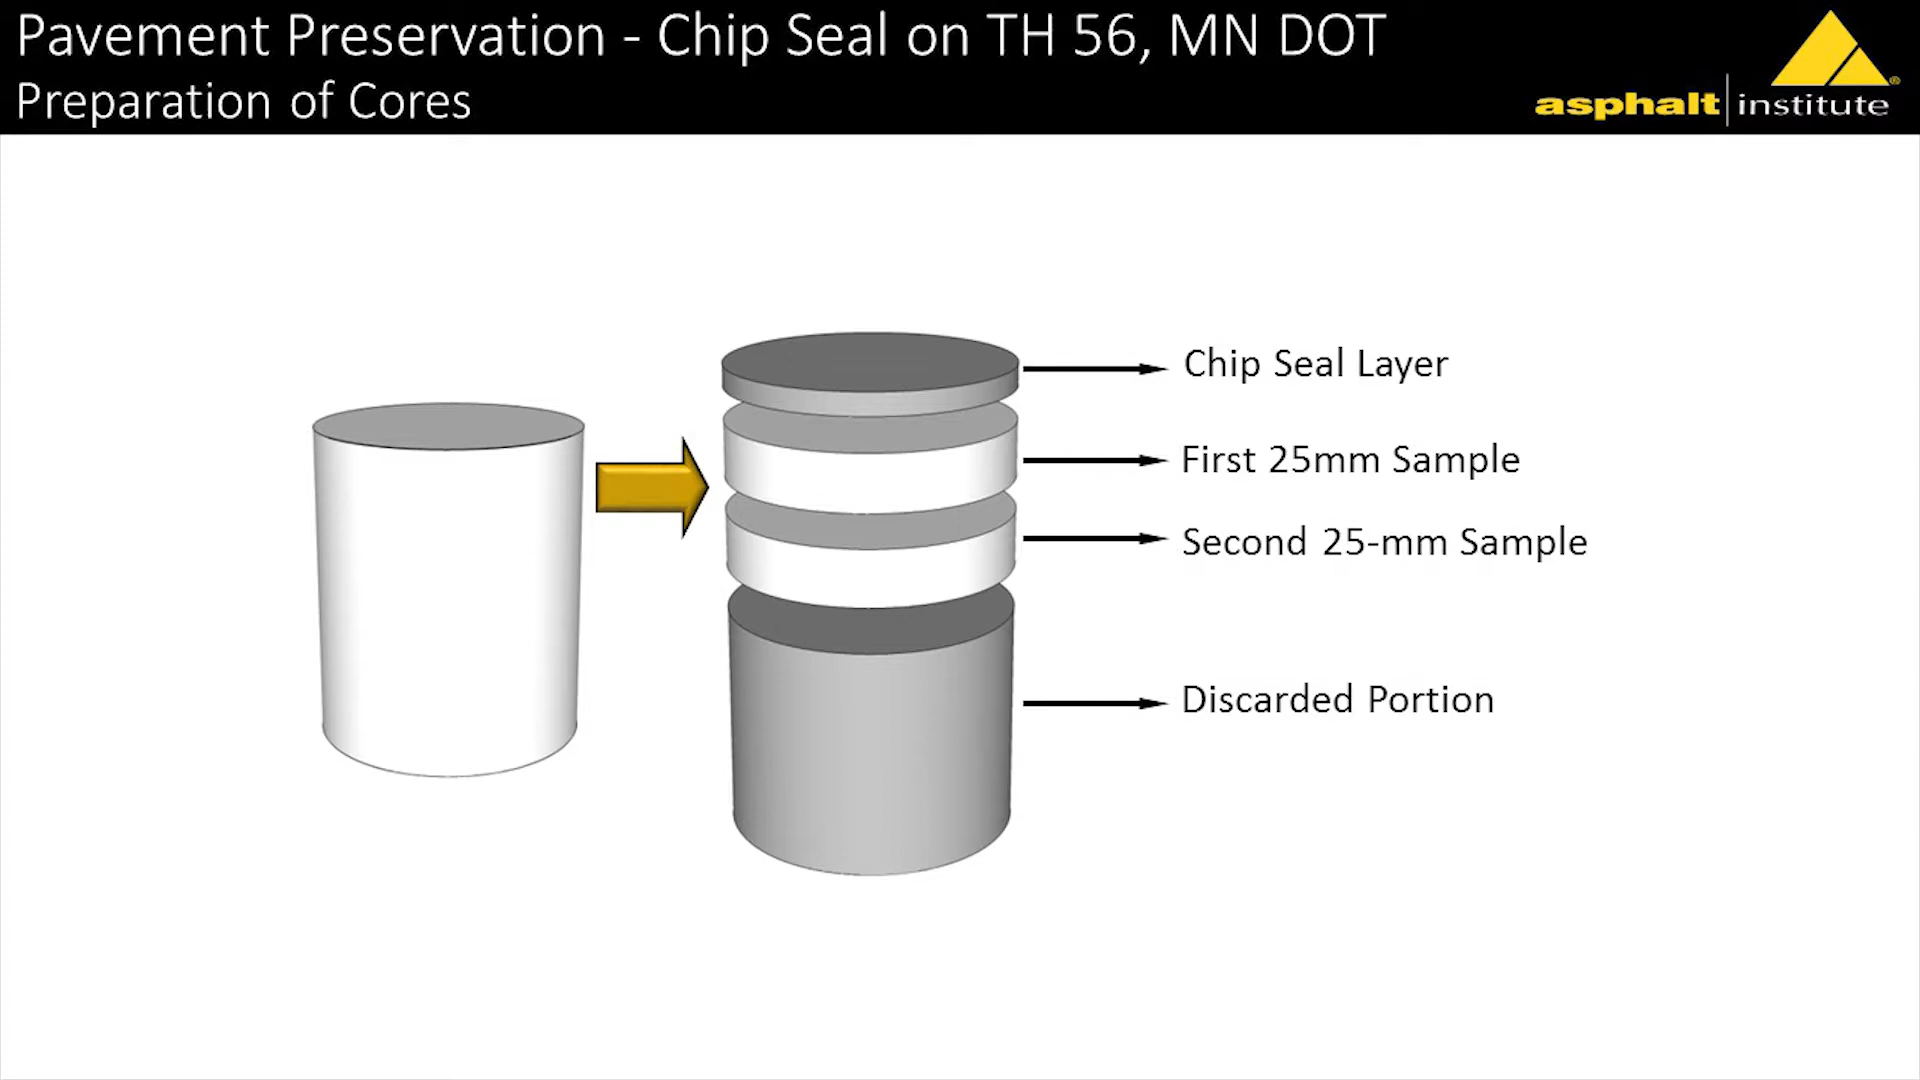 Pavement Preservation - Chip Seal on TH 56, MN DOT
Preparation of Cores
asphalt institute®
Chip Seal Layer
First 25mm Sample
Second 25-mm Sample
Discarded Portion